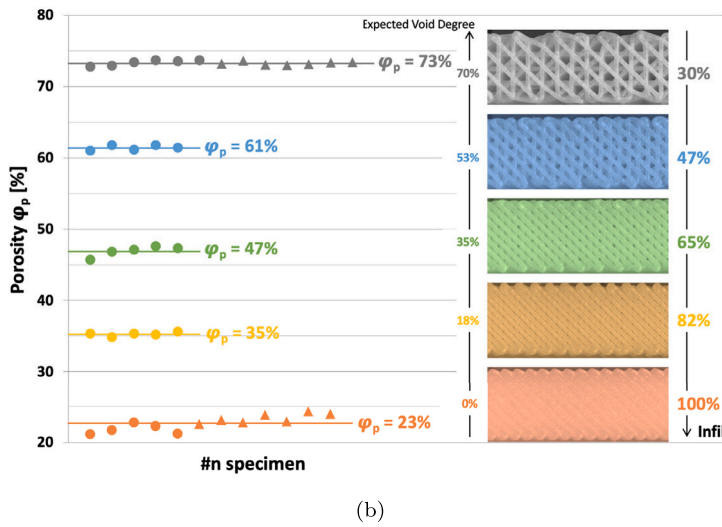 80
70
60
50
40
30
20
Porosity φp [%]
#n specimen
φp = 73%
φp = 61%
φp = 47%
φp = 35%
φp = 23%
Expected Void Degree
70%
53%
35%
18%
0%
30%
47%
65%
82%
100%
Infil
(b)